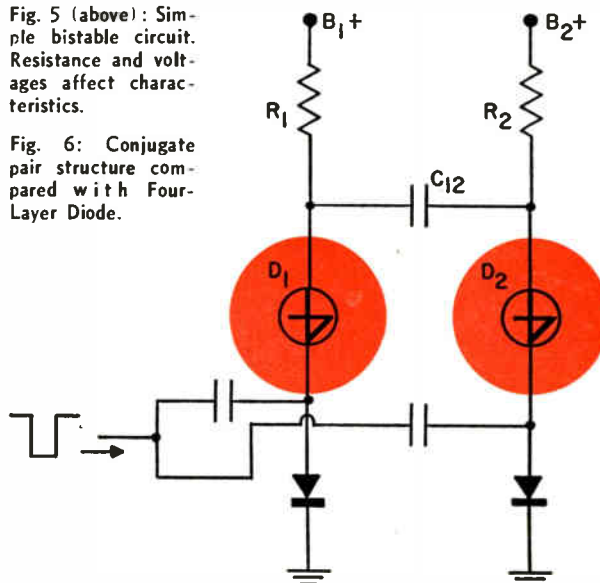 Fig. 5 (above): Sim-
ple bistable circuit.
Resistance and volt-
ages affect charac-
teristics.
Fig. 6: Conjugate
pair structure com-
pared with Four-
Layer Diode.
B1+
B2+
R1
R2
C12
D1
D2